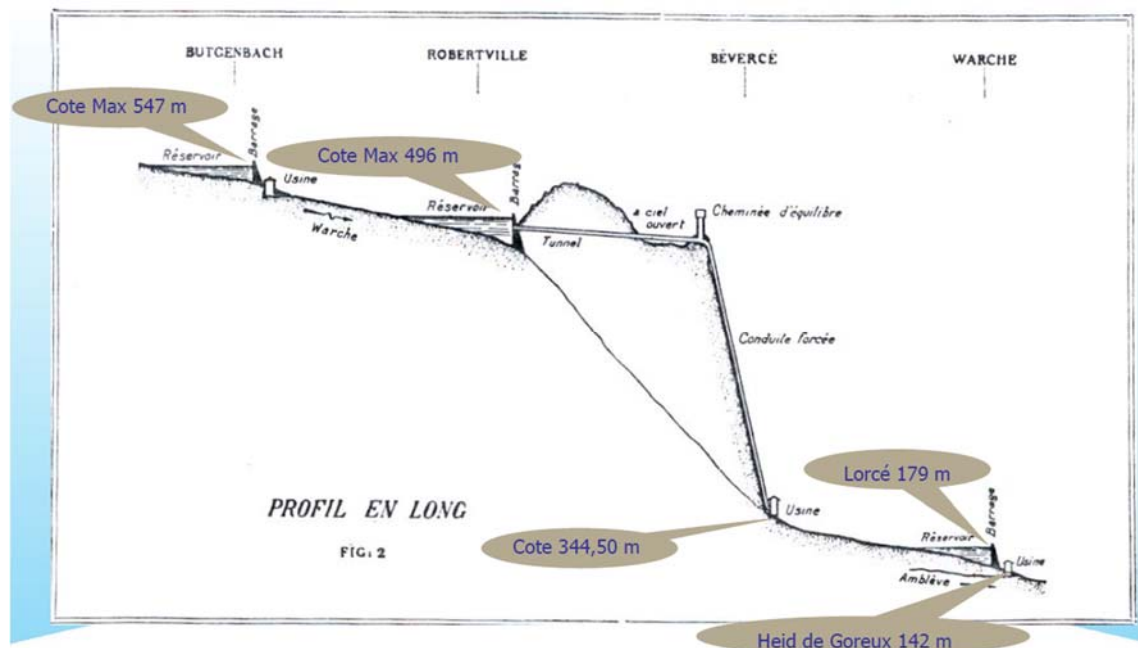 BUTGENBACH
ROBERTVILLE
BÉVERCÉ
WARCHE
Cote Max 547 m
Barrage
Réservoir
Usine
Warche
Cote Max 496 m
Barrage
Réservoir
Tunnel
à ciel
ouvert
Cheminée d'équilibre
Conduite forcée
Usine
Cote 344,50 m
Lorcé 179 m
Barrage
Réservoir
Usine
Amblève
Heid de Goreux 142 m
PROFIL EN LONG
FIG: 2